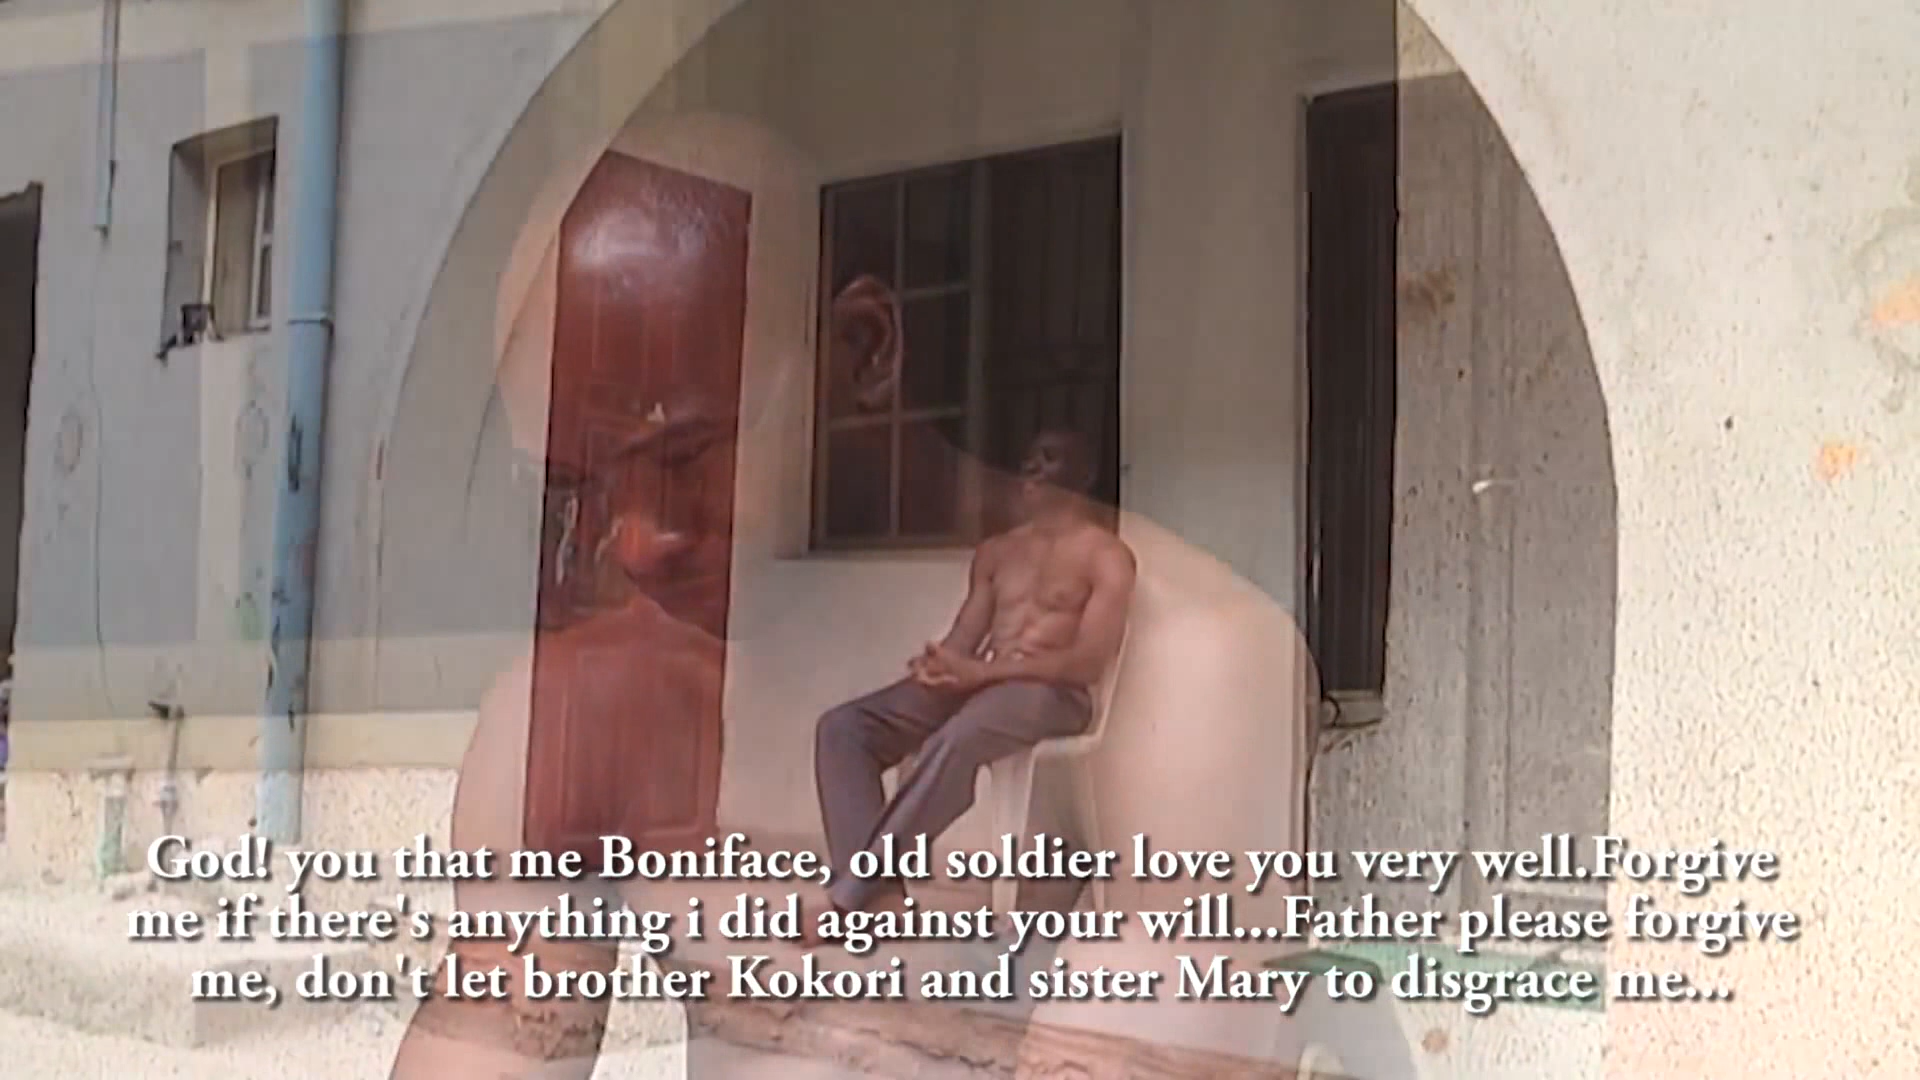 God! you that me Boniface, old soldier love you very well.Forgive
me if there's anything i did against your will...Father please forgive
me, don't let brother Kokori and sister Mary to disgrace me...